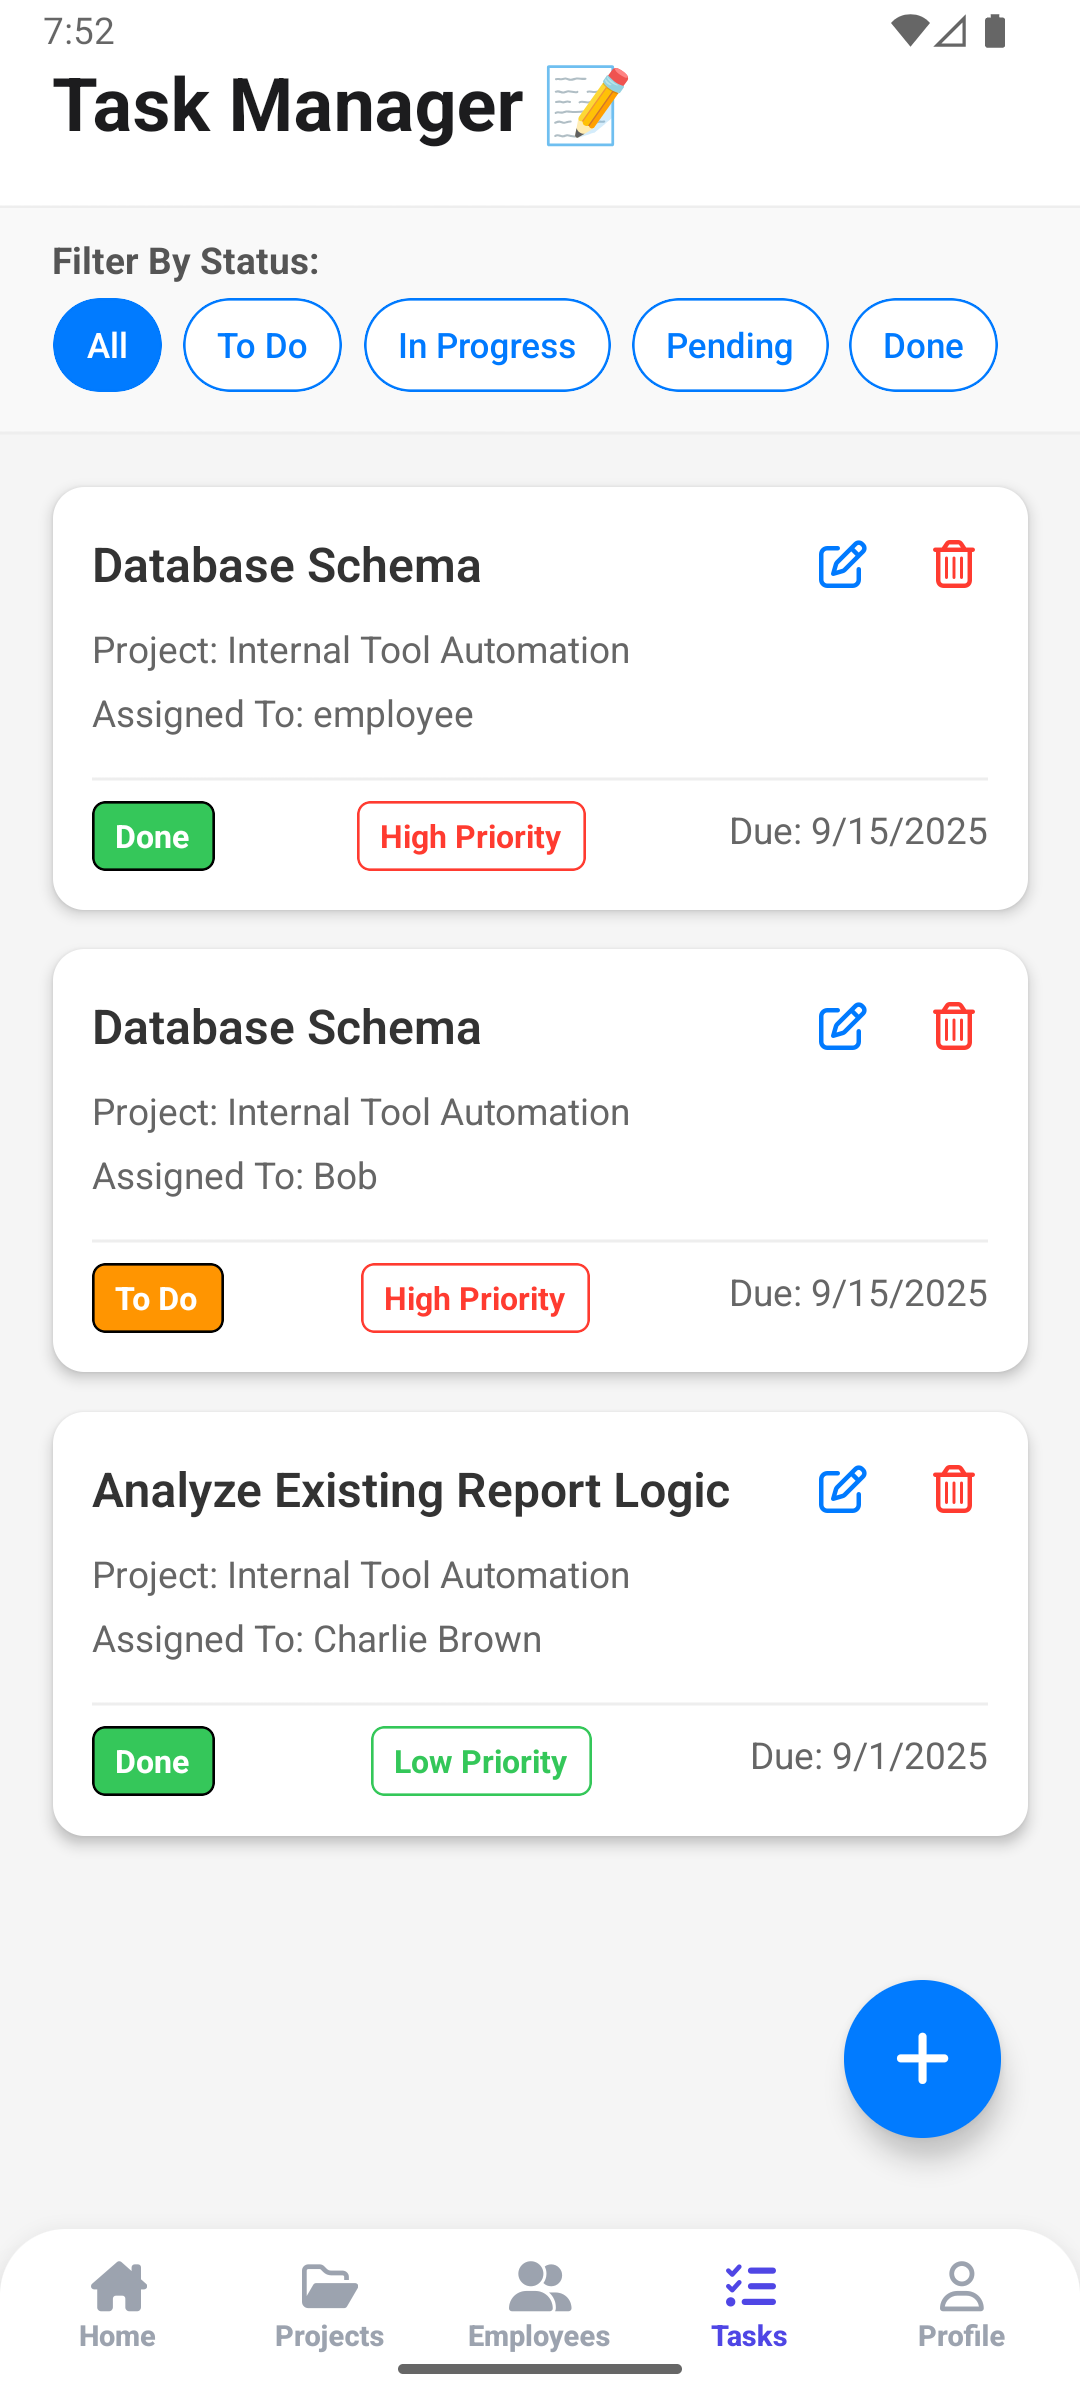 7:52
Task Manager 📝
Filter By Status:
All To Do In Progress Pending Done
Database Schema
Project: Internal Tool Automation
Assigned To: employee
Done High Priority Due: 9/15/2025
Database Schema
Project: Internal Tool Automation
Assigned To: Bob
To Do High Priority Due: 9/15/2025
Analyze Existing Report Logic
Project: Internal Tool Automation
Assigned To: Charlie Brown
Done Low Priority Due: 9/1/2025
Home Projects Employees Tasks Profile